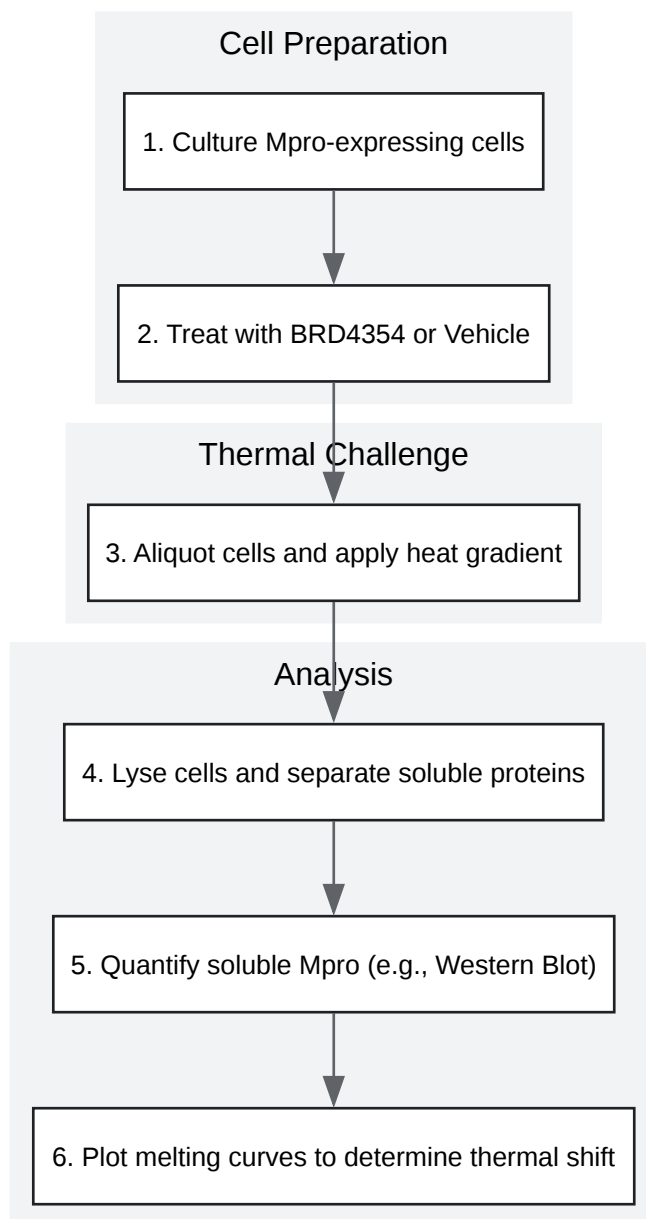 Cell Preparation
1. Culture Mpro-expressing cells
2. Treat with BRD4354 or Vehicle
Thermal Challenge
3. Aliquot cells and apply heat gradient
Analysis
4. Lyse cells and separate soluble proteins
5. Quantify soluble Mpro (e.g., Western Blot)
6. Plot melting curves to determine thermal shift